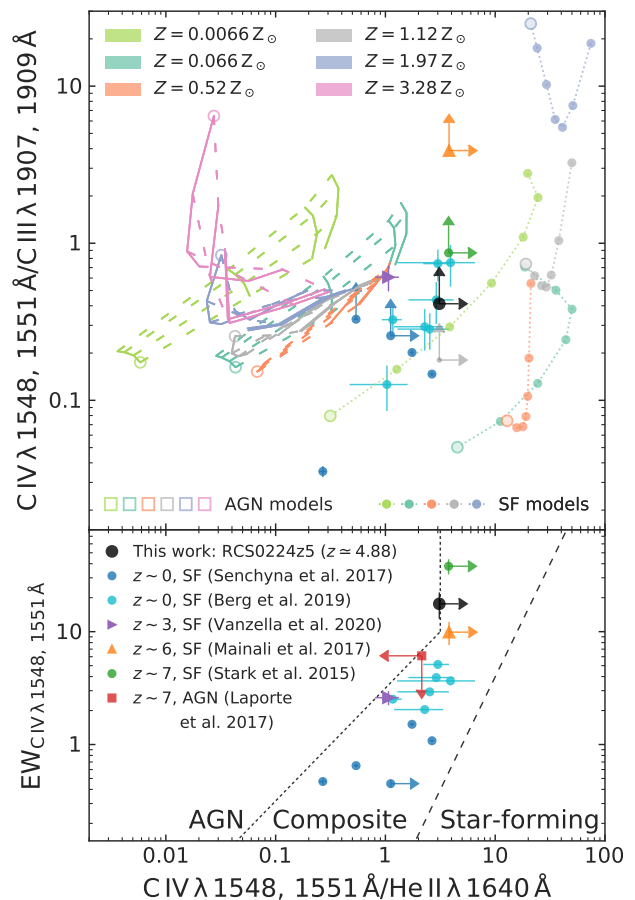 Z = 0.0066 Z⊙
Z = 0.066 Z⊙
Z = 0.52 Z⊙
Z = 1.12 Z⊙
Z = 1.97 Z⊙
Z = 3.28 Z⊙
10
1
0.1
C IV λ 1548, 1551 Å/C III λ 1907, 1909 Å
AGN models
SF models
This work: RCS0224z5 (z ≃ 4.88)
z ~ 0, SF (Senchyna et al. 2017)
z ~ 0, SF (Berg et al. 2019)
z ~ 3, SF (Vanzella et al. 2020)
z ~ 6, SF (Mainali et al. 2017)
z ~ 7, SF (Stark et al. 2015)
z ~ 7, AGN (Laporte
et al. 2017)
10
1
EW CIV λ 1548, 1551 Å
AGN
Composite
Star-forming
0.01
0.1
1
10
100
C IV λ 1548, 1551 Å/He II λ 1640 Å